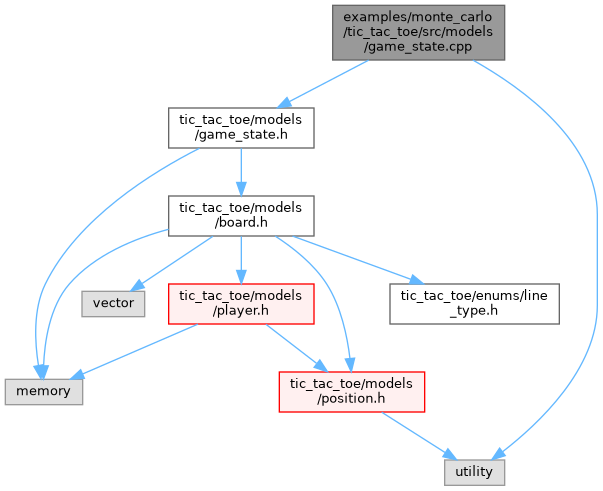 examples/monte_carlo
/tic_tac_toe/src/models
/game_state.cpp
tic_tac_toe/models
/game_state.h
tic_tac_toe/models
/board.h
vector
tic_tac_toe/models
/player.h
tic_tac_toe/enums/line
_type.h
memory
tic_tac_toe/models
/position.h
utility